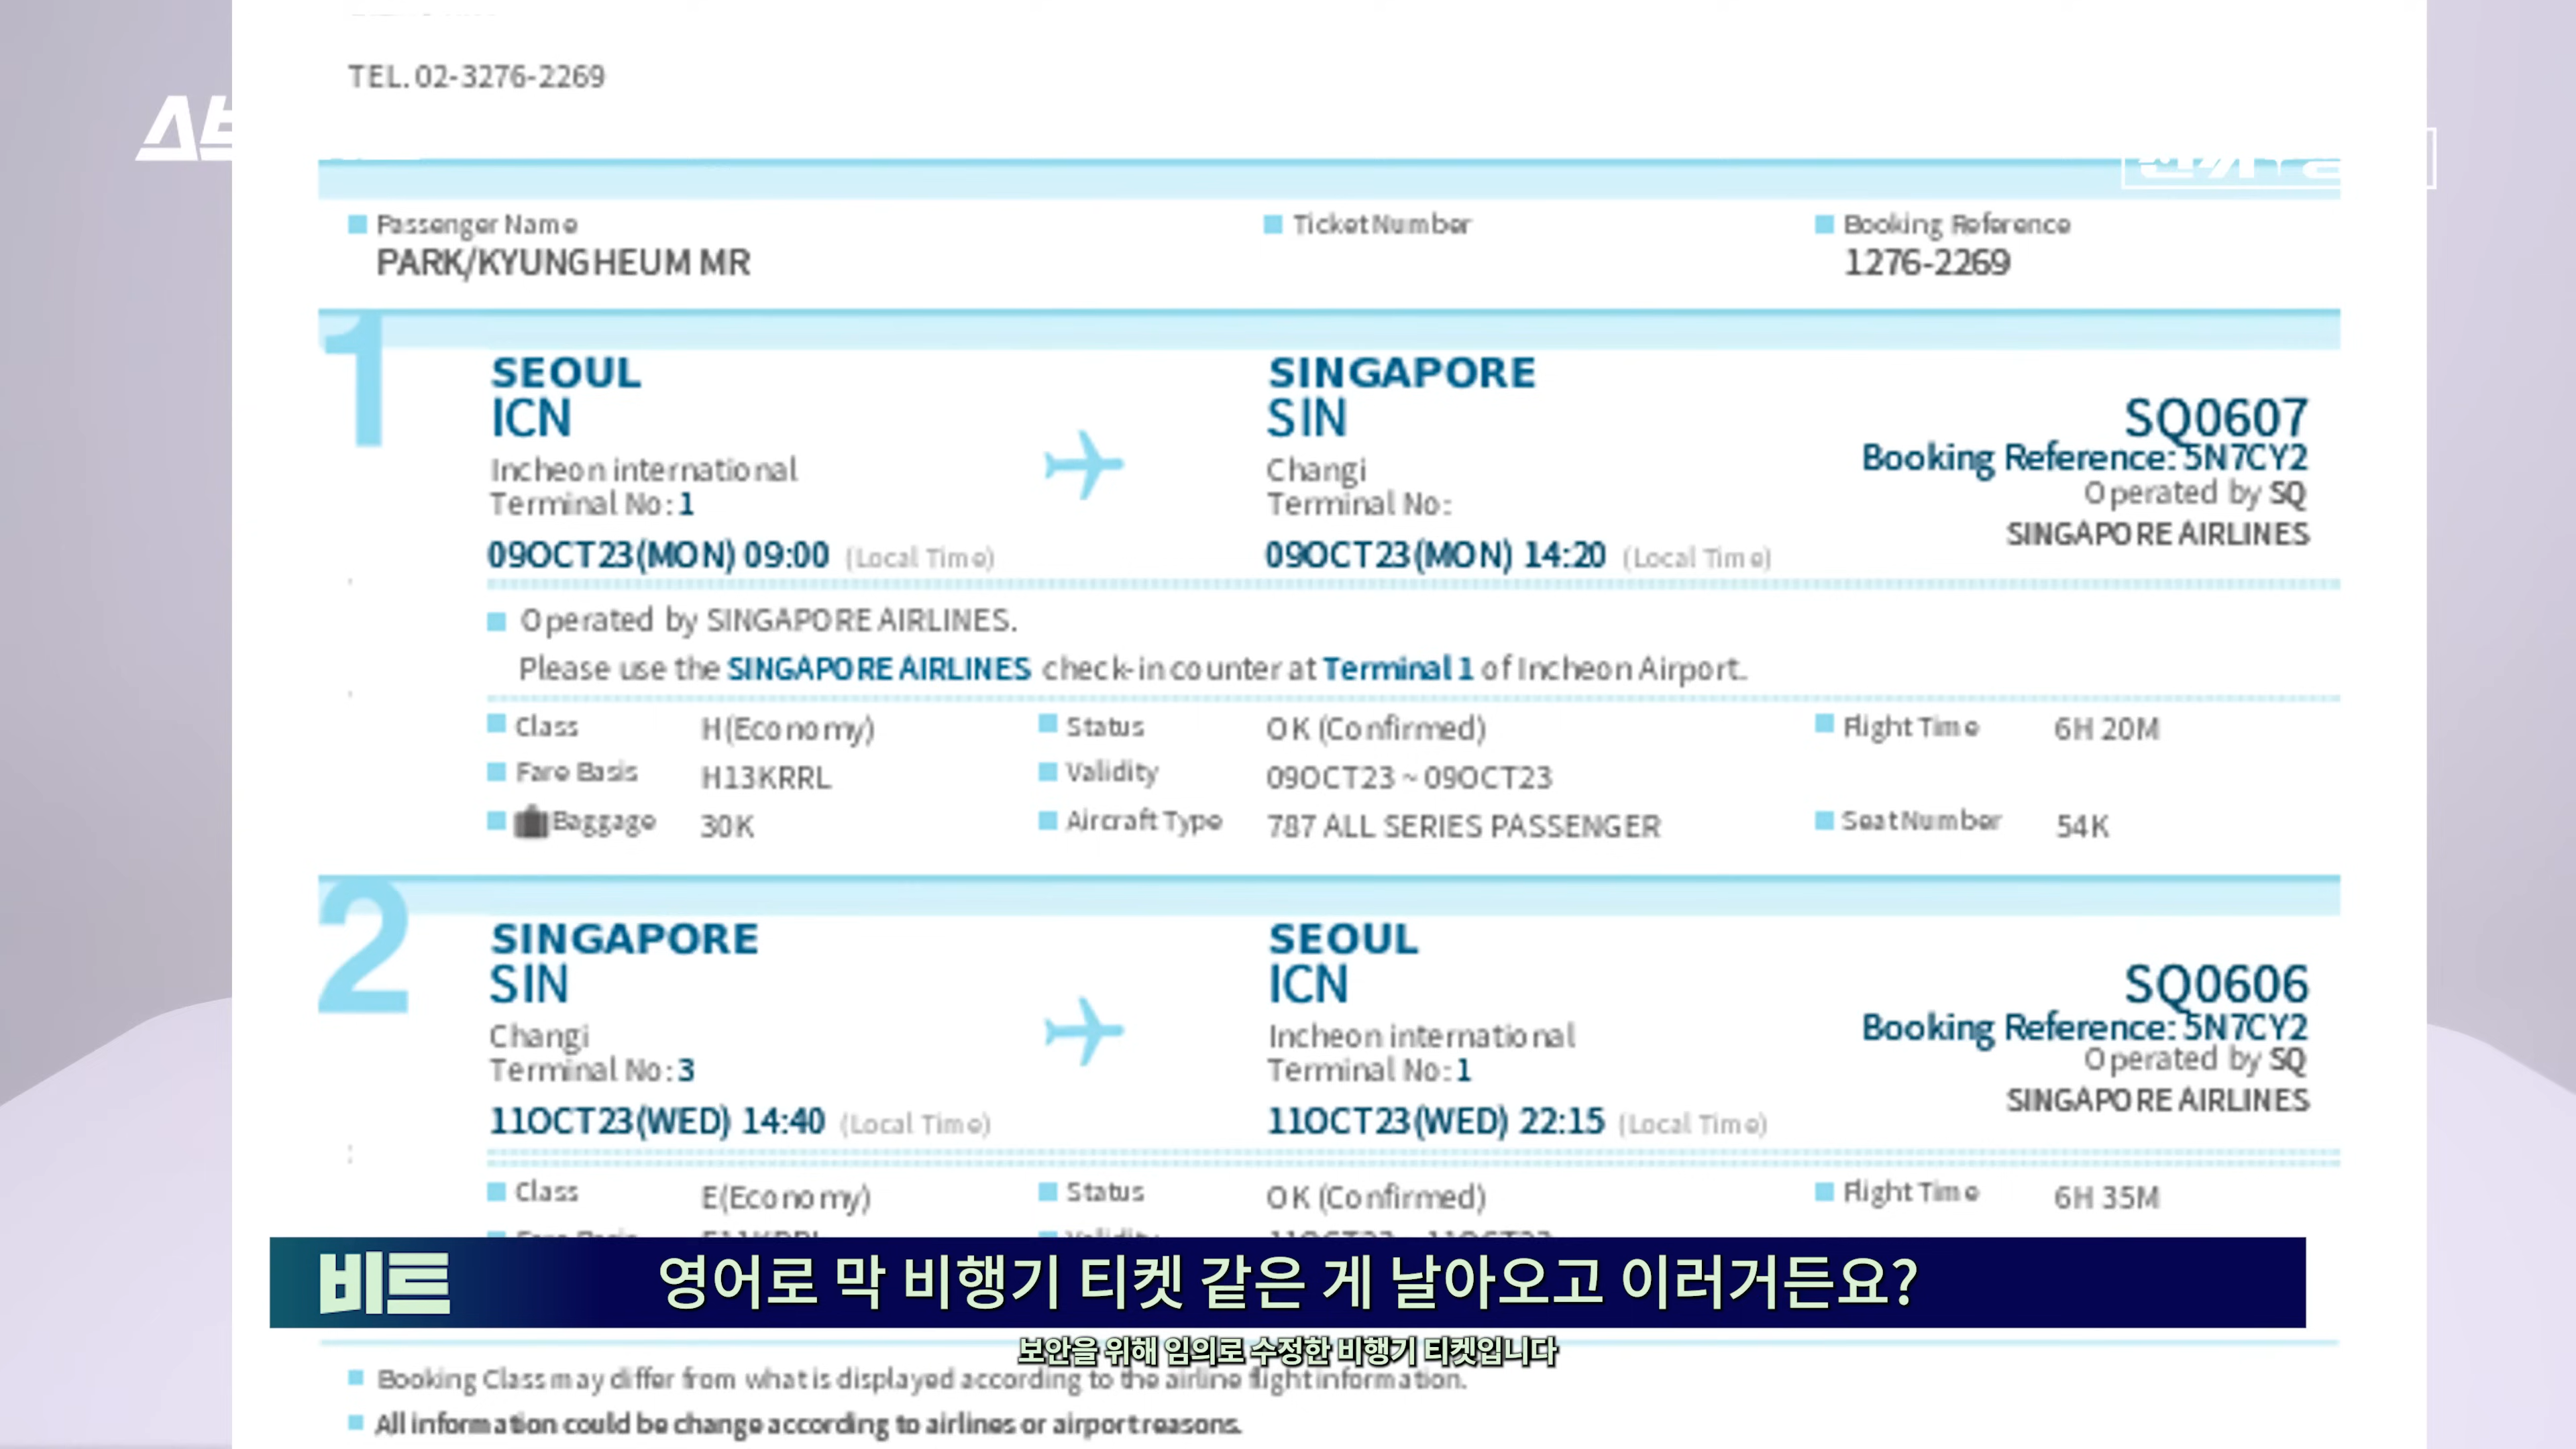 TEL. 02-3276-2269
스브
Passenger Name Ticket Number Booking Reference
PARK/KYUNGHEUM MR 1276-2269
1
SEOUL SINGAPORE
ICN SIN SQ0607
Booking Reference: 5N7CY2
Incheon international Changi
Operated by SQ
Terminal No: 1 Terminal No:
SINGAPORE AIRLINES
09OCT23(MON) 09:00 (Local Time) 09OCT23(MON) 14:20 (Local Time)
Operated by SINGAPORE AIRLINES.
Please use the SINGAPORE AIRLINES check-in counter at Terminal 1 of Incheon Airport.
Class H(Economy) Status OK (Confirmed) Flight Time 6H 20M
Fare Basis H13KRRL Validity 09OCT23 ~ 09OCT23
Baggage 30K Aircraft Type 787 ALL SERIES PASSENGER Seat Number 54K
2
SINGAPORE SEOUL
SIN ICN SQ0606
Booking Reference: 5N7CY2
Changi Incheon international
Operated by SQ
Terminal No: 3 Terminal No: 1
SINGAPORE AIRLINES
11OCT23(WED) 14:40 (Local Time) 11OCT23(WED) 22:15 (Local Time)
Class E(Economy) Status OK (Confirmed) Flight Time 6H 35M
비트 영어로 막 비행기 티켓 같은 게 날아오고 이러거든요?
보안을 위해 임의로 수정한 비행기 티켓입니다
Booking Class may differ from what is displayed according to the airline flight information.
All information could be change according to airlines or airport reasons.